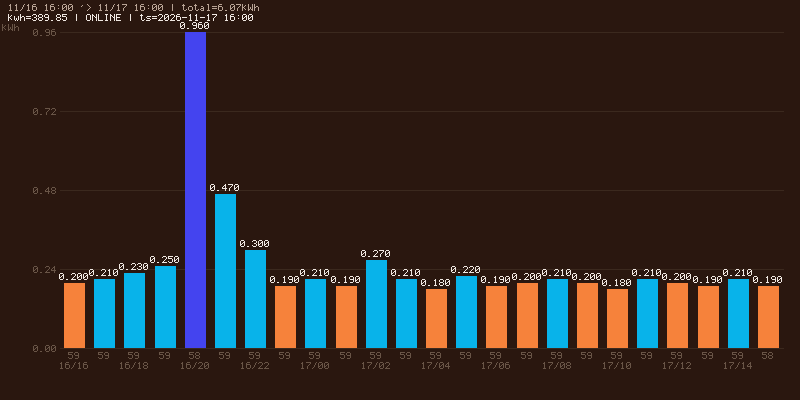 11/16 16:00 -> 11/17 16:00 | total=6.07kWh
Kwh=389.85 | ONLINE | ts=2026-11-17 16:00
kWh
0.96
0.72
0.48
0.24
0.00
0.200 0.210 0.230 0.250 0.960 0.470 0.300 0.190 0.210 0.190 0.270 0.210 0.180 0.220 0.190 0.200 0.210 0.200 0.180 0.210 0.200 0.190 0.210 0.190
59 59 59 59 58 59 59 59 59 59 59 59 59 59 59 59 59 59 59 59 59 59 59 58
16/16 16/18 16/20 16/22 17/00 17/02 17/04 17/06 17/08 17/10 17/12 17/14